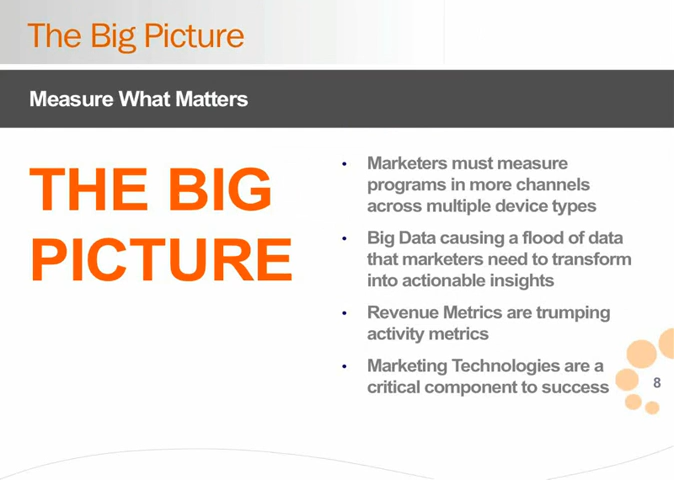 The Big Picture
Measure What Matters
THE BIG
PICTURE
• Marketers must measure
programs in more channels
across multiple device types
• Big Data causing a flood of data
that marketers need to transform
into actionable insights
• Revenue Metrics are trumping
activity metrics
• Marketing Technologies are a
critical component to success
8